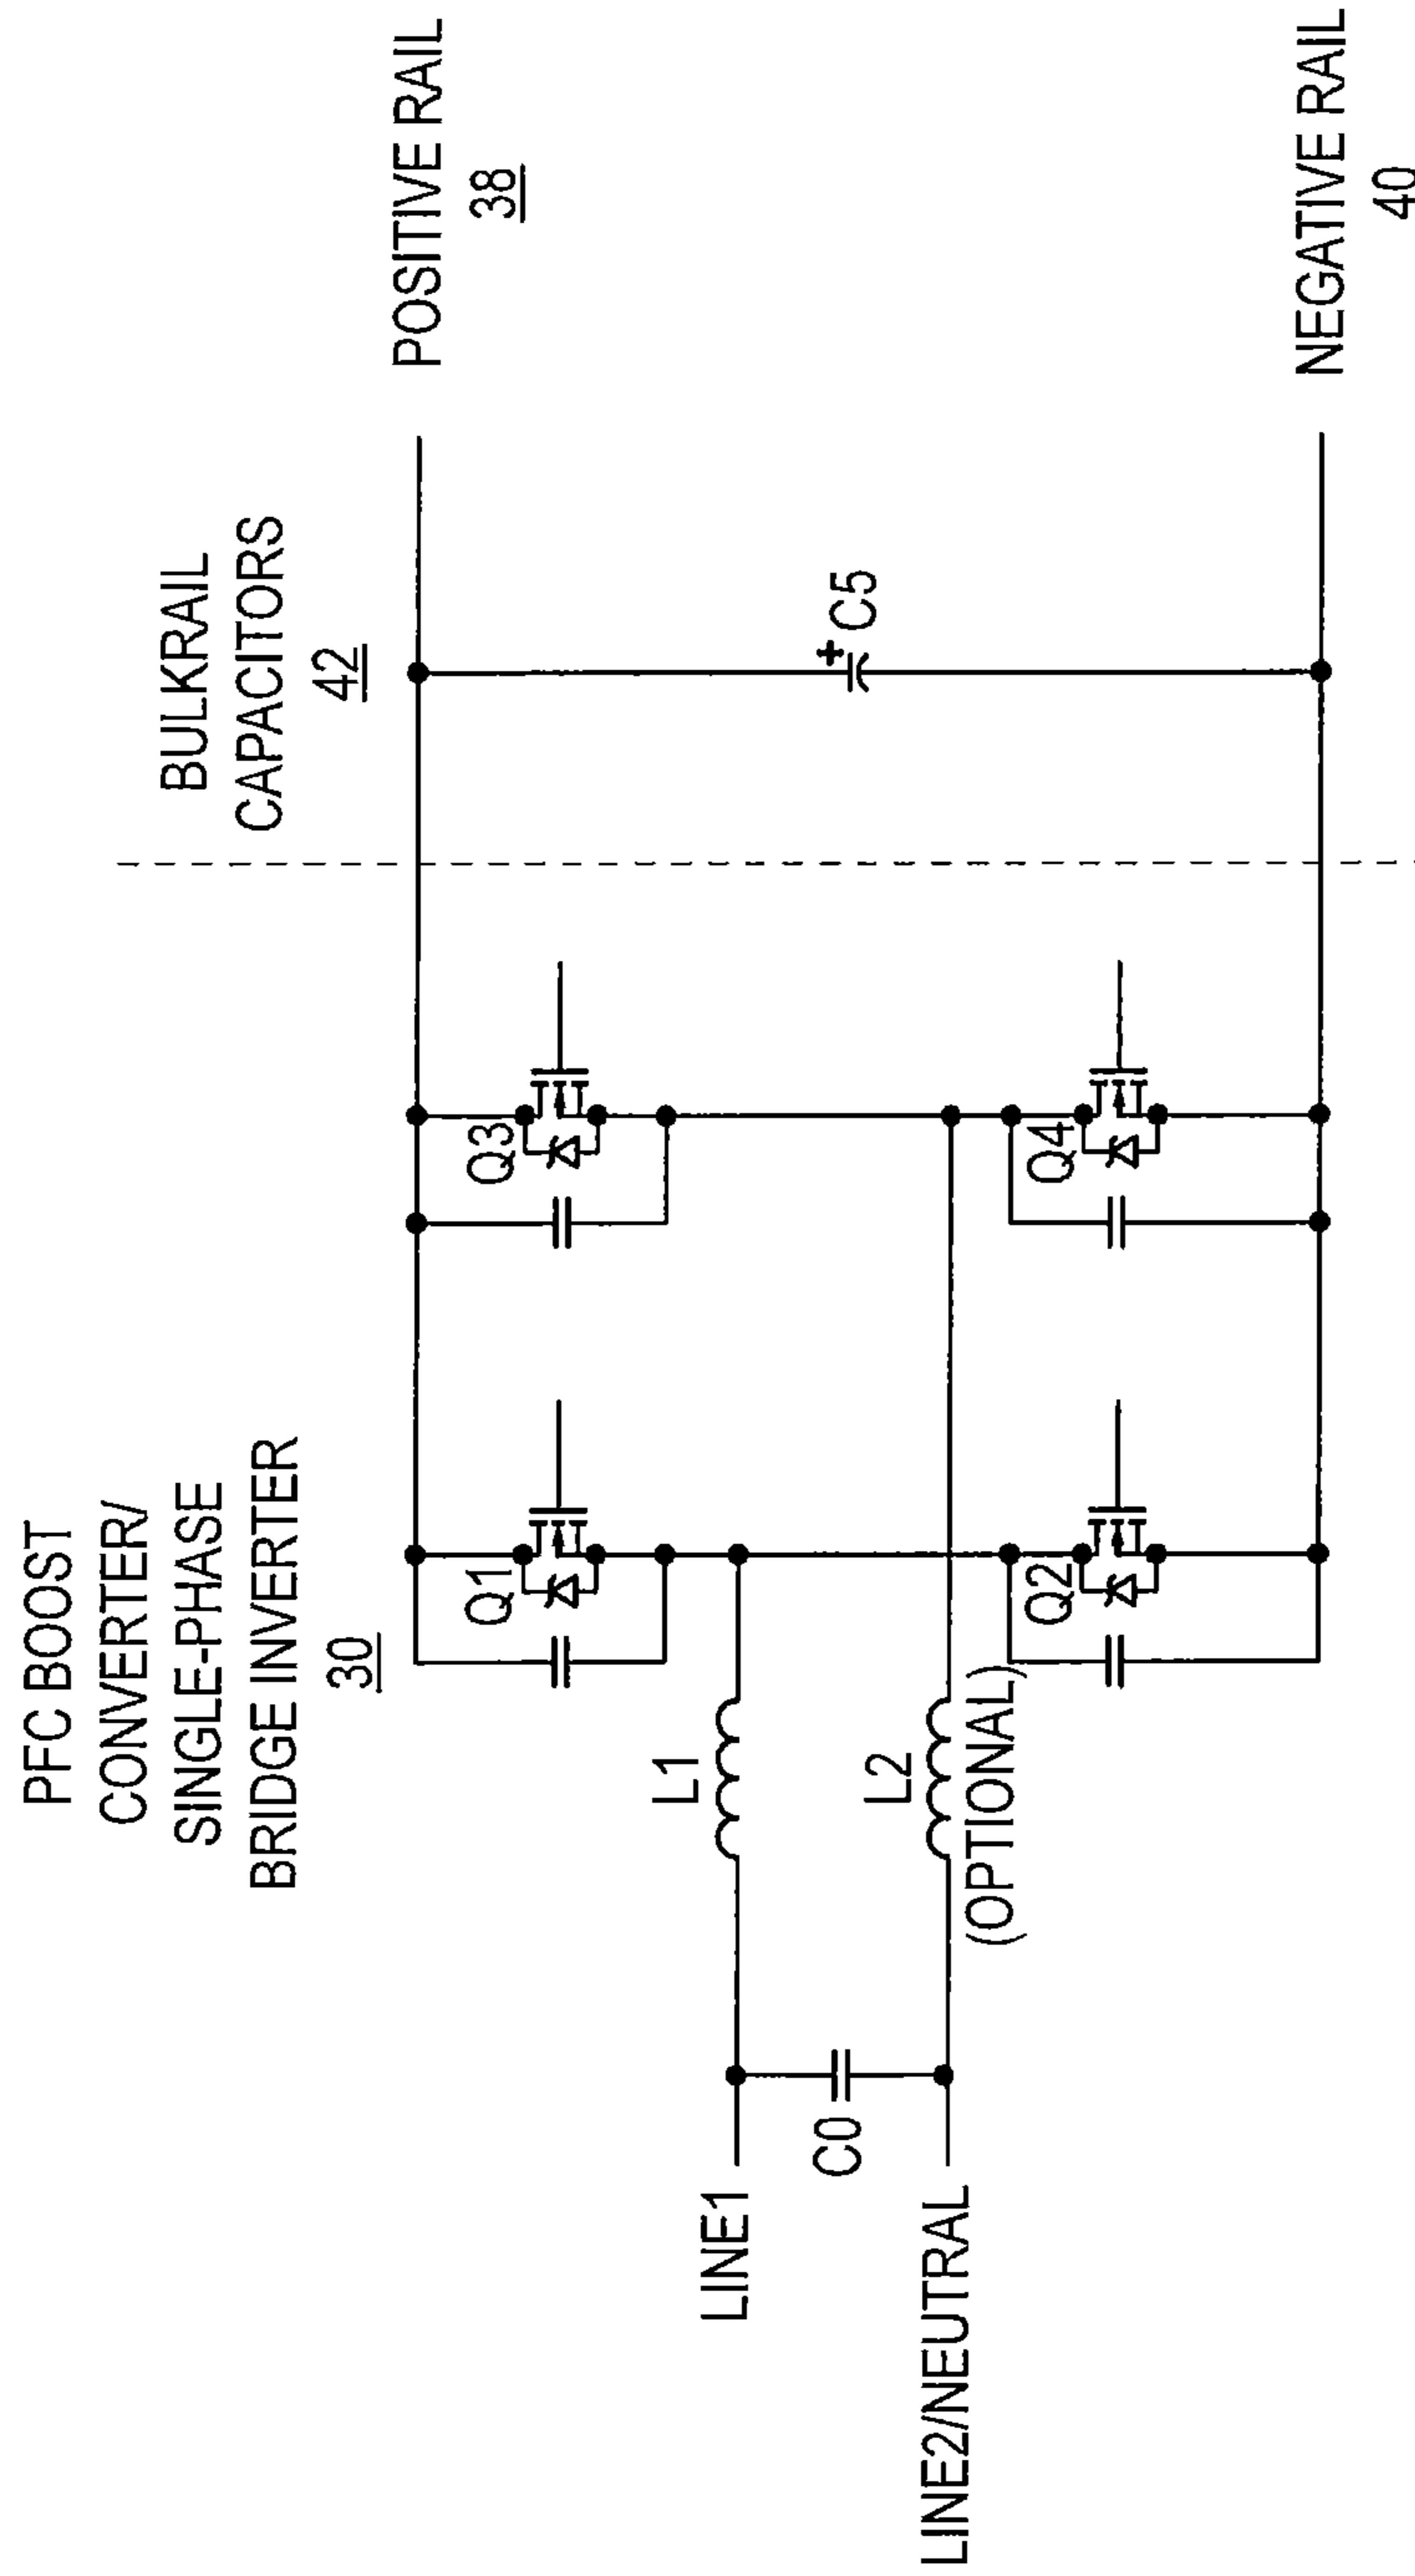 PFC BOOST
CONVERTER/
SINGLE-PHASE
BRIDGE INVERTER
30
BULKRAIL
CAPACITORS
42
POSITIVE RAIL
38
Q1
Q3
LINE1
L1
C0
C5
LINE2/NEUTRAL
L2
(OPTIONAL)
Q2
Q4
NEGATIVE RAIL
40